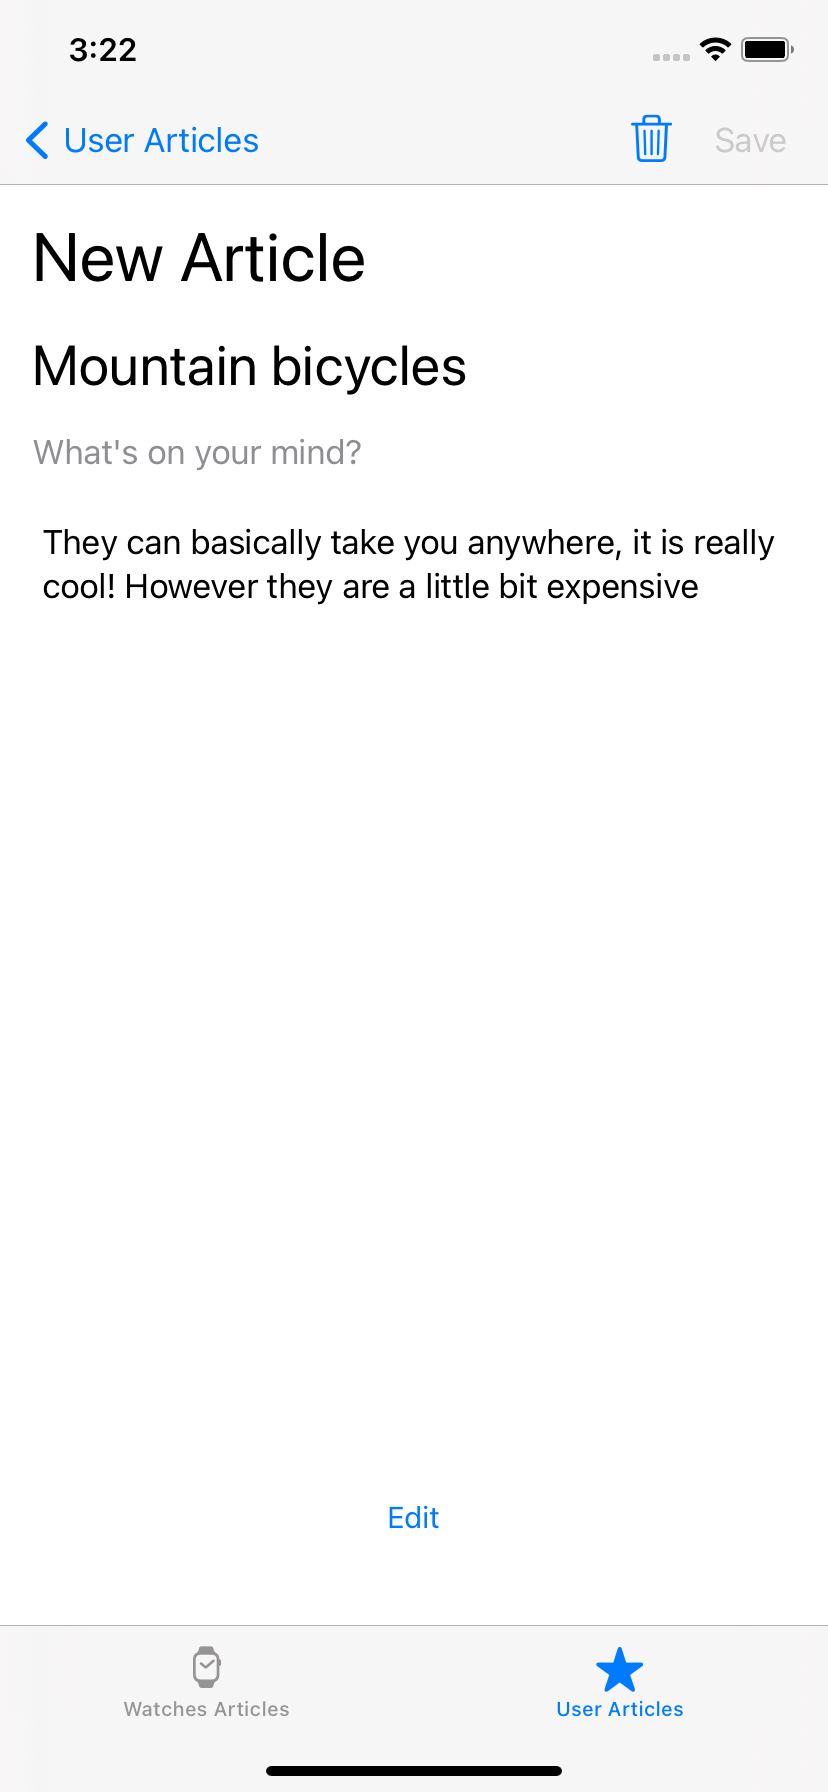 3:22
User Articles
Save
New Article
Mountain bicycles
What's on your mind?
They can basically take you anywhere, it is really
cool! However they are a little bit expensive
Edit
Watches Articles
User Articles